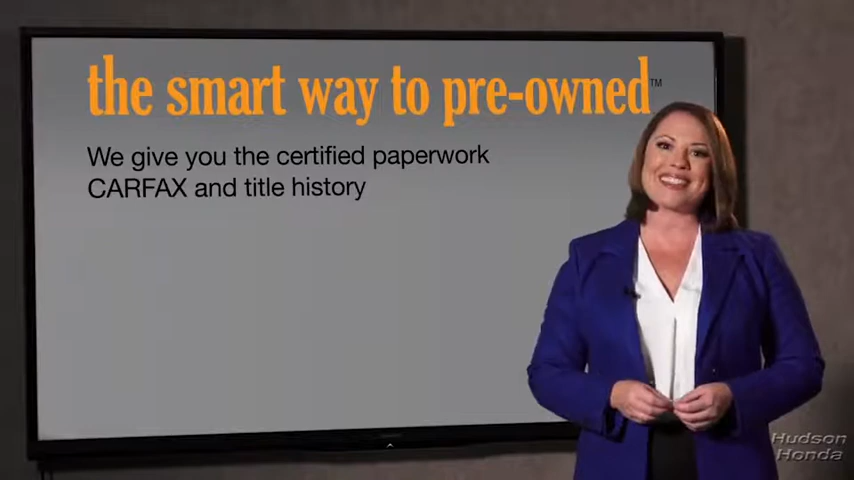 the smart way to pre-owned™
We give you the certified paperwork
CARFAX and title history
Hudson
Honda